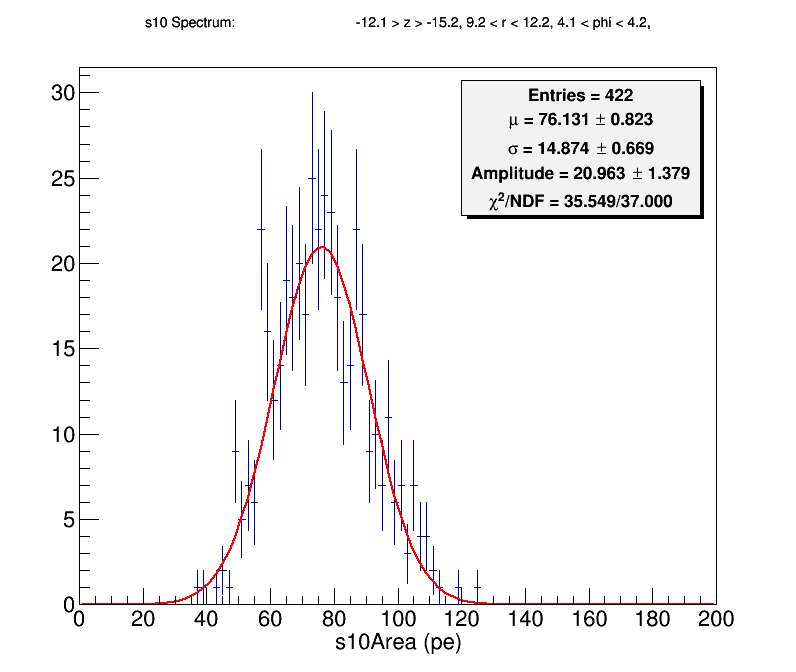 s10 Spectrum: -12.1 > z > -15.2, 9.2 < r < 12.2, 4.1 < phi < 4.2,
Entries = 422
μ = 76.131 ± 0.823
σ = 14.874 ± 0.669
Amplitude = 20.963 ± 1.379
χ²/NDF = 35.549/37.000
30
25
20
15
10
5
0
0 20 40 60 80 100 120 140 160 180 200
s10Area (pe)